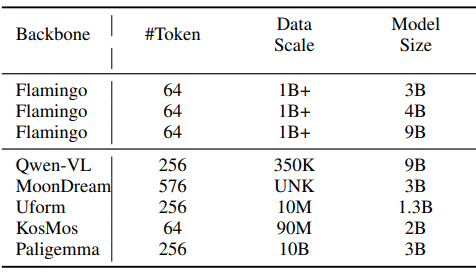 Backbone #Token Data Scale Model Size
Flamingo 64 1B+ 3B
Flamingo 64 1B+ 4B
Flamingo 64 1B+ 9B
Qwen-VL 256 350K 9B
MoonDream 576 UNK 3B
Uform 256 10M 1.3B
KosMos 64 90M 2B
Paligemma 256 10B 3B